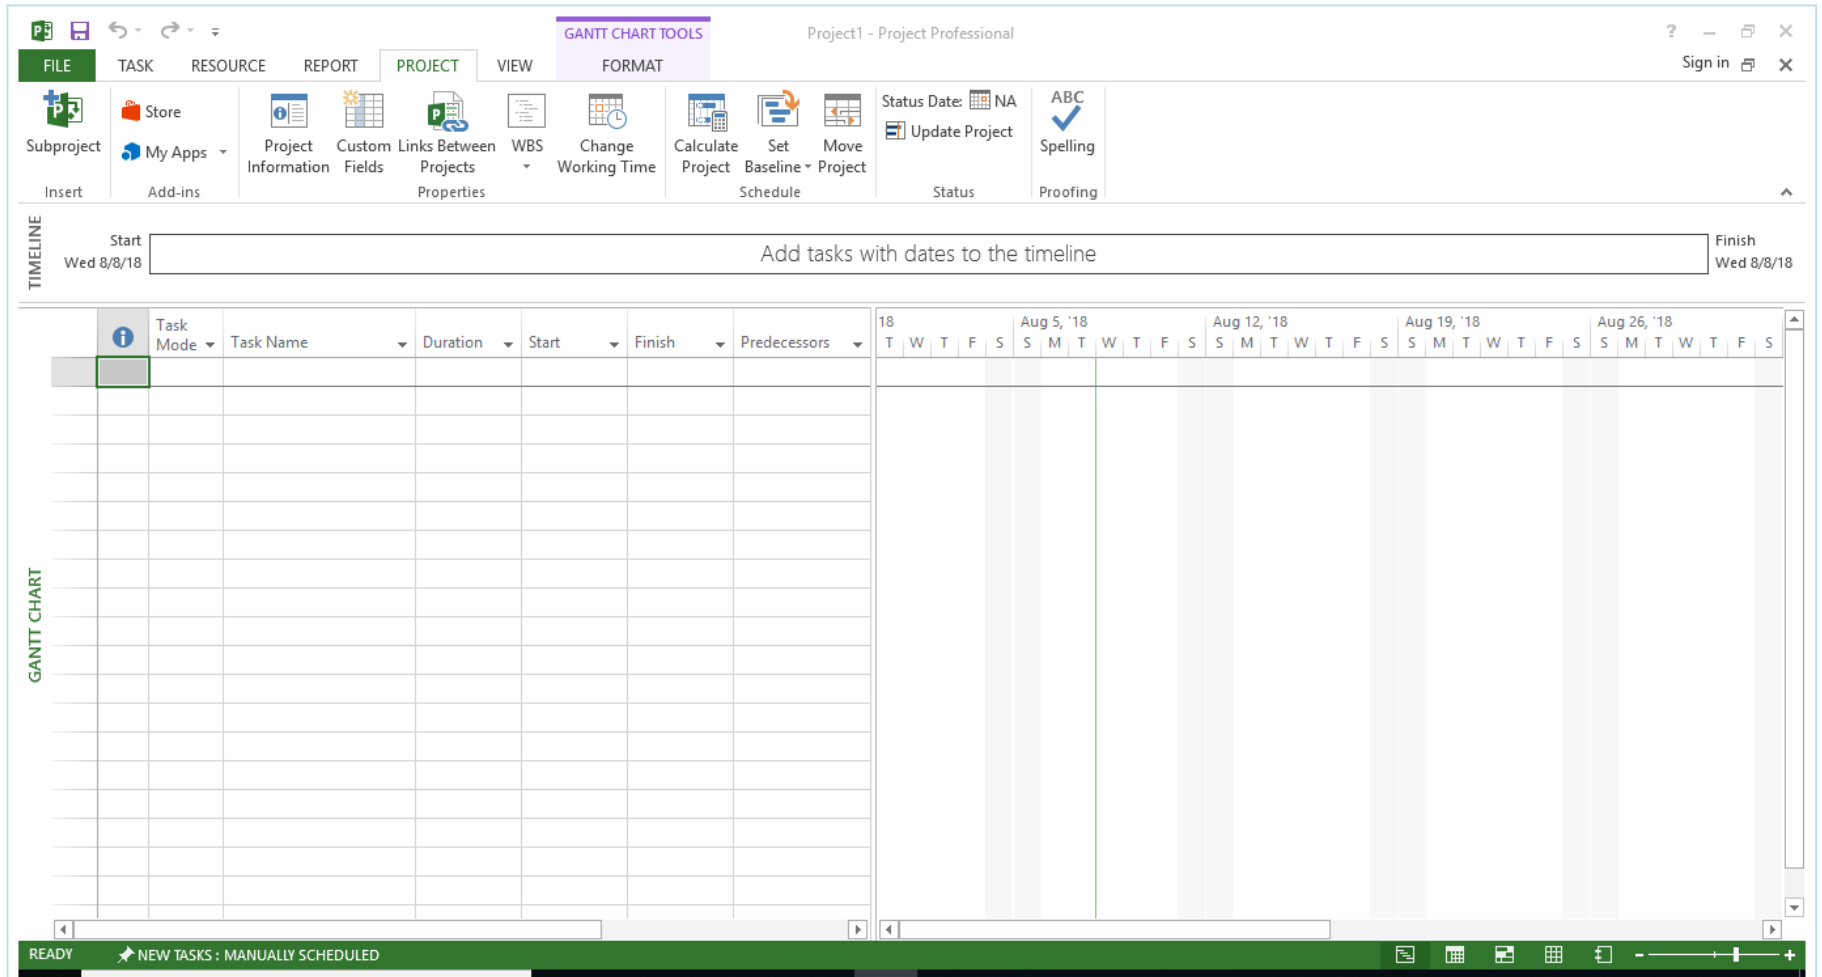 GANTT CHART TOOLS
Project1 - Project Professional
?
FILE TASK RESOURCE REPORT PROJECT VIEW FORMAT
Sign in
Subproject
Insert
Store
My Apps
Add-ins
Project Information
Custom Fields
Links Between Projects
WBS
Change Working Time
Properties
Calculate Project
Set Baseline
Move Project
Schedule
Status Date: NA
Update Project
Status
ABC
Spelling
Proofing
TIMELINE
Start
Wed 8/8/18
Add tasks with dates to the timeline
Finish
Wed 8/8/18
GANTT CHART
Task Mode
Task Name
Duration
Start
Finish
Predecessors
18 Aug 5, '18 Aug 12, '18 Aug 19, '18 Aug 26, '18
T W T F S S M T W T F S S M T W T F S S M T W T F S S M T W T F S
READY NEW TASKS : MANUALLY SCHEDULED